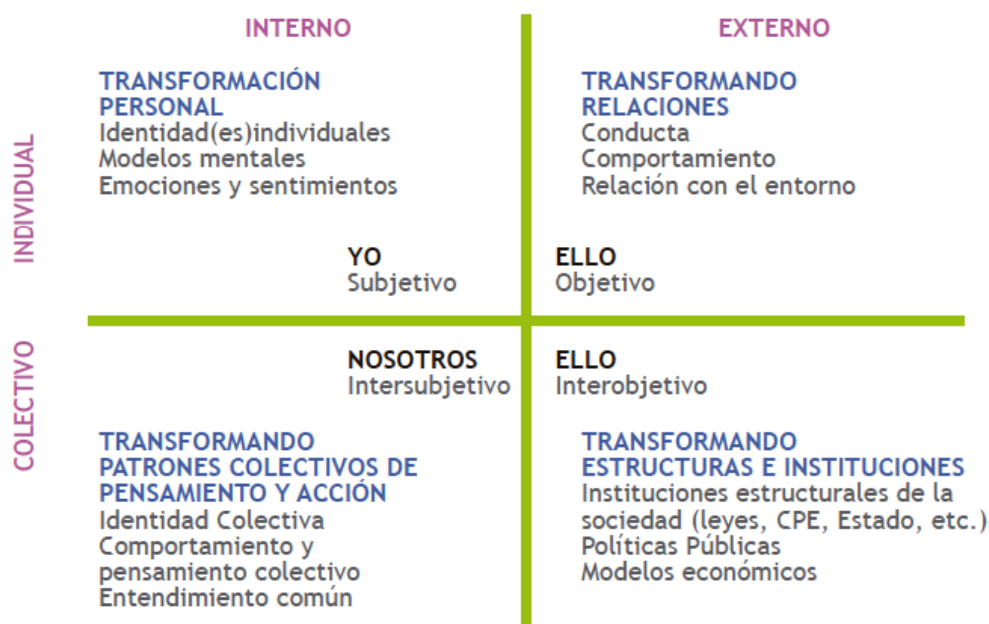 INTERNO
EXTERNO
INDIVIDUAL
TRANSFORMACIÓN
PERSONAL
Identidad(es)individuales
Modelos mentales
Emociones y sentimientos
YO
Subjetivo
TRANSFORMANDO
RELACIONES
Conducta
Comportamiento
Relación con el entorno
ELLO
Objetivo
COLECTIVO
NOSOTROS
Intersubjetivo
TRANSFORMANDO
PATRONES COLECTIVOS DE
PENSAMIENTO Y ACCIÓN
Identidad Colectiva
Comportamiento y
pensamiento colectivo
Entendimiento común
ELLO
Interobjetivo
TRANSFORMANDO
ESTRUCTURAS E INSTITUCIONES
Instituciones estructurales de la
sociedad (leyes, CPE, Estado, etc.)
Políticas Públicas
Modelos económicos